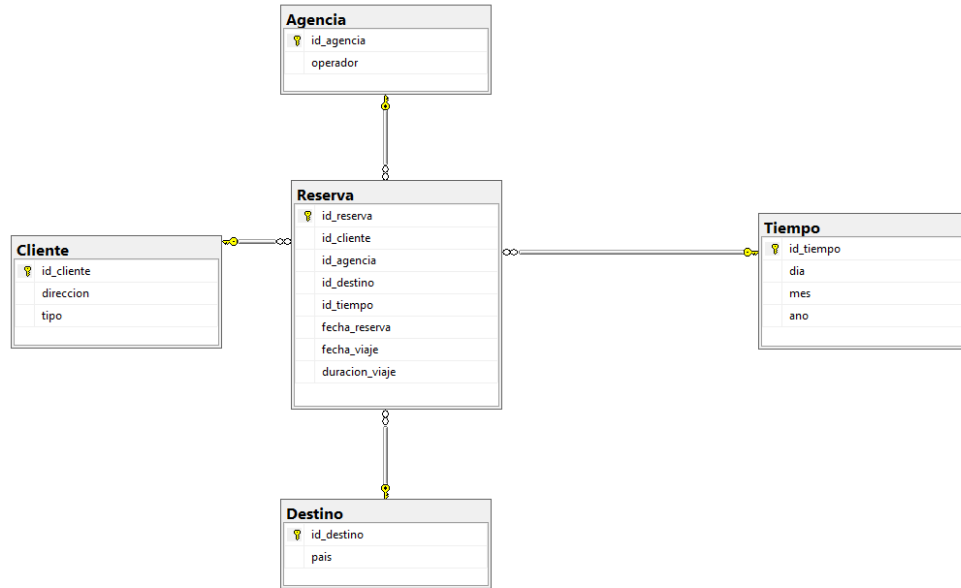 Agencia
id_agencia
operador
Reserva
id_reserva
id_cliente
id_agencia
id_destino
id_tiempo
fecha_reserva
fecha_viaje
duracion_viaje
Cliente
id_cliente
direccion
tipo
Tiempo
id_tiempo
dia
mes
ano
Destino
id_destino
pais